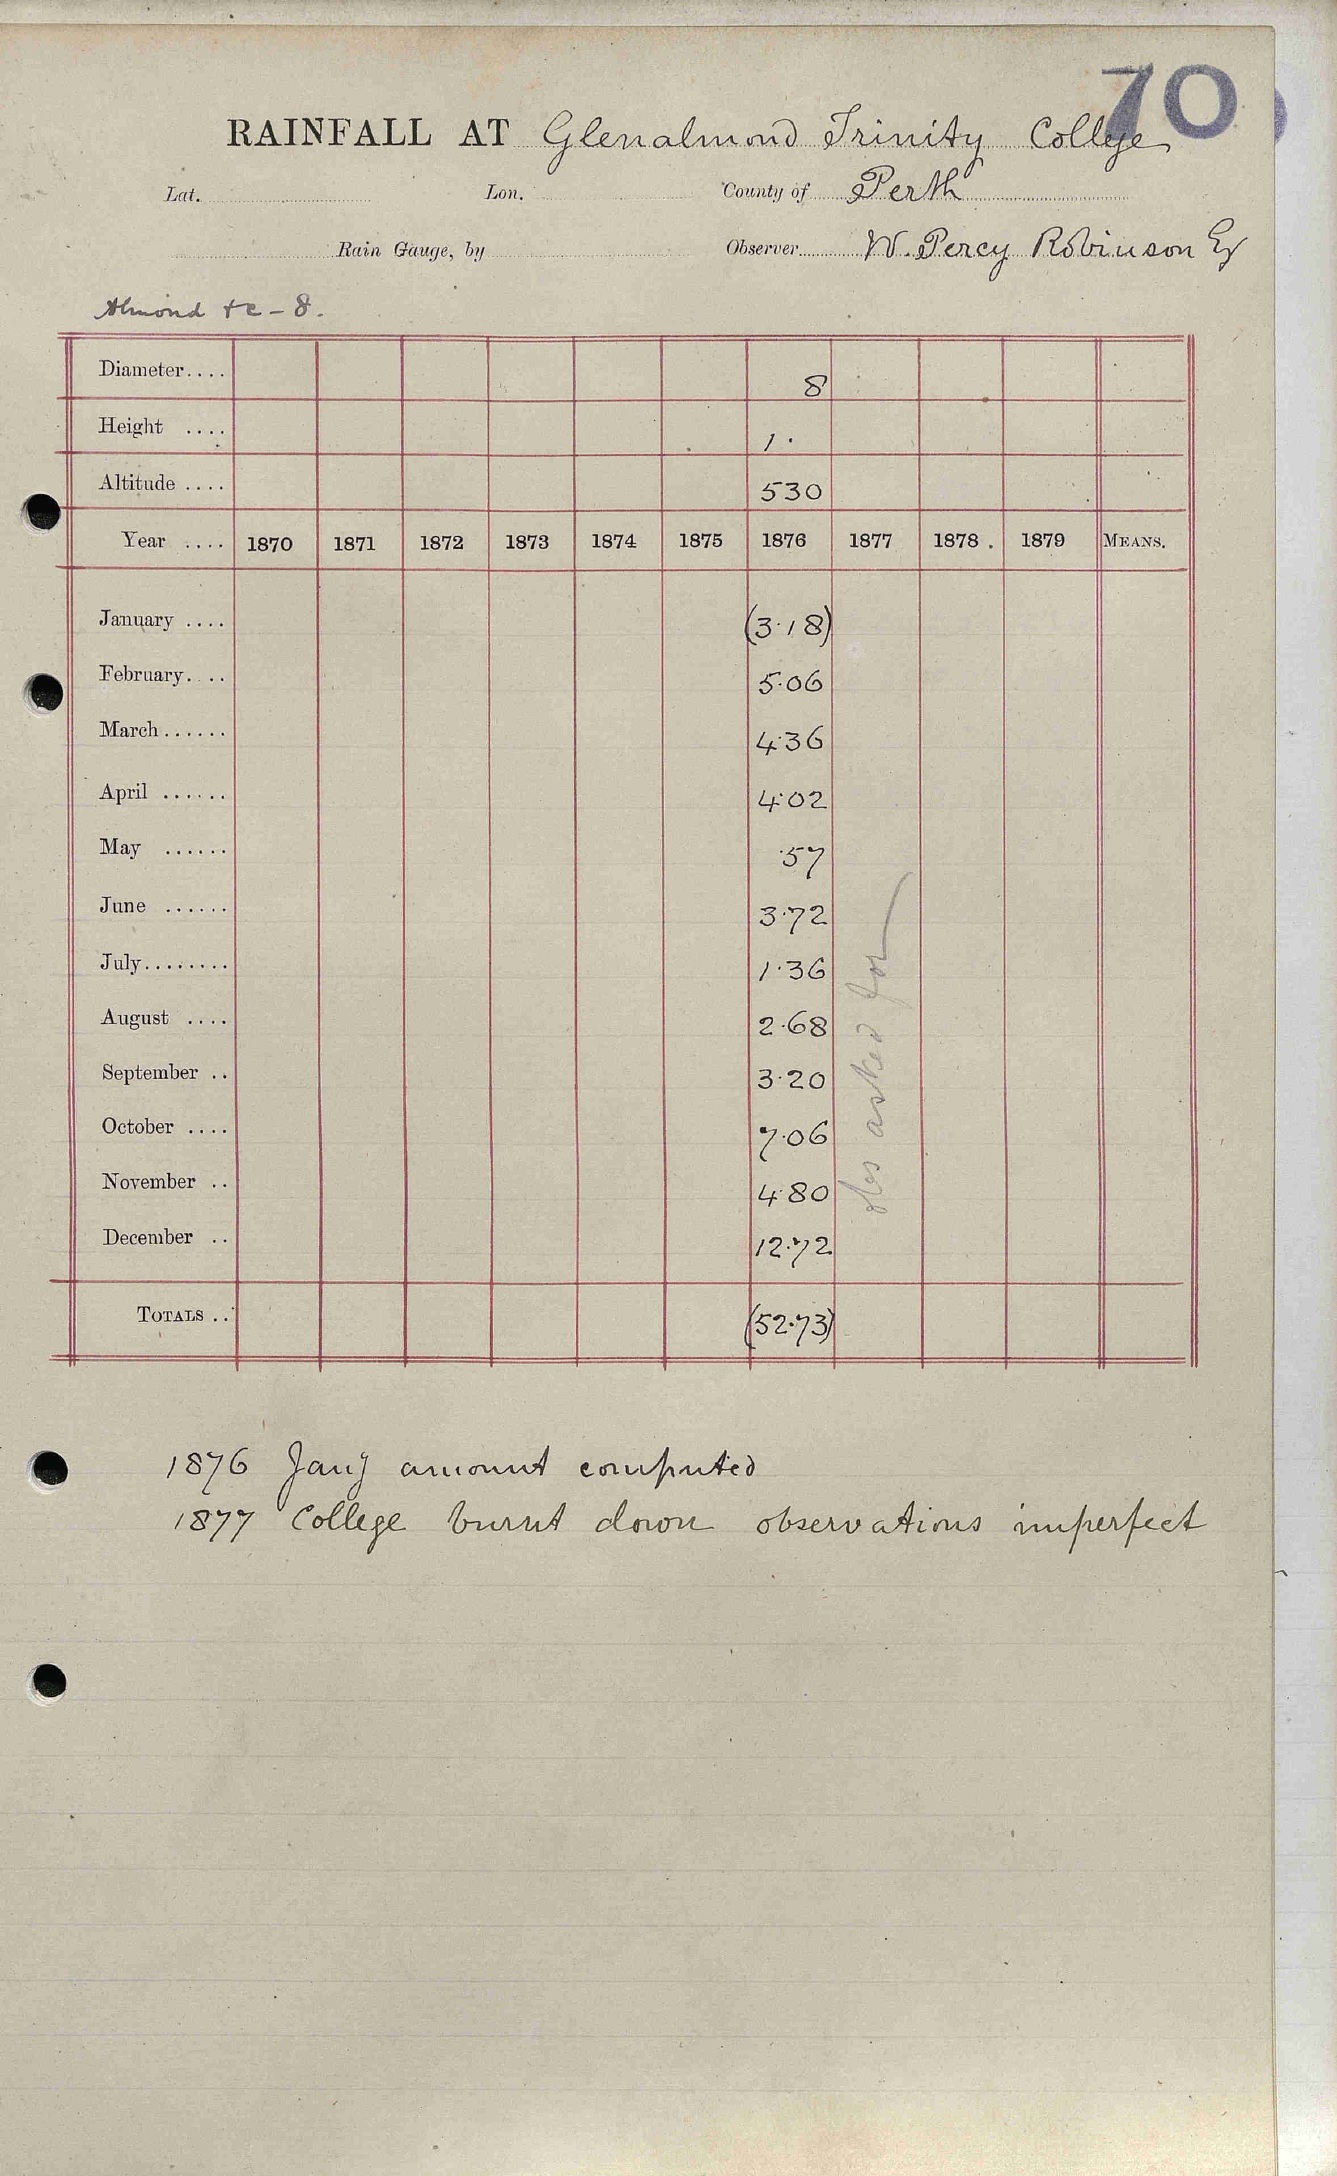 70
RAINFALL AT Glenalmond Trinity College
Lat. Lon. County of Perth
Rain Gauge, by Observer W. Percy Robinson Esq
Almond &c - 8.
Diameter.... 8
Height .... 1.
Altitude .... 530
Year .... 1870 1871 1872 1873 1874 1875 1876 1877 1878 1879 MEANS.
January .... (3.18)
February.... 5.06
March...... 4.36
April ...... 4.02
May ...... .57
June ...... 3.72
July........ 1.36
August .... 2.68
September .. 3.20
October .... 7.06
November .. 4.80
December .. 12.72
TOTALS .. (52.73)
obs asked for
1876 Jany amount computed
1877 College burnt down observations imperfect